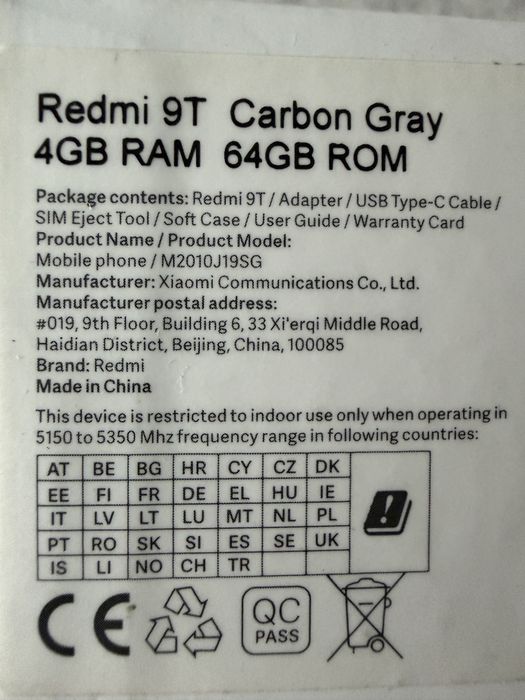 Redmi 9T Carbon Gray
4GB RAM 64GB ROM
Package contents: Redmi 9T / Adapter / USB Type-C Cable /
SIM Eject Tool / Soft Case / User Guide / Warranty Card
Product Name / Product Model:
Mobile phone / M2010J19SG
Manufacturer: Xiaomi Communications Co., Ltd.
Manufacturer postal address:
#019, 9th Floor, Building 6, 33 Xi'erqi Middle Road,
Haidian District, Beijing, China, 100085
Brand: Redmi
Made in China
This device is restricted to indoor use only when operating in
5150 to 5350 Mhz frequency range in following countries:
AT BE BG HR CY CZ DK
EE FI FR DE EL HU IE
IT LV LT LU MT NL PL
PT RO SK SI ES SE UK
IS LI NO CH TR
!
CE
QC
PASS